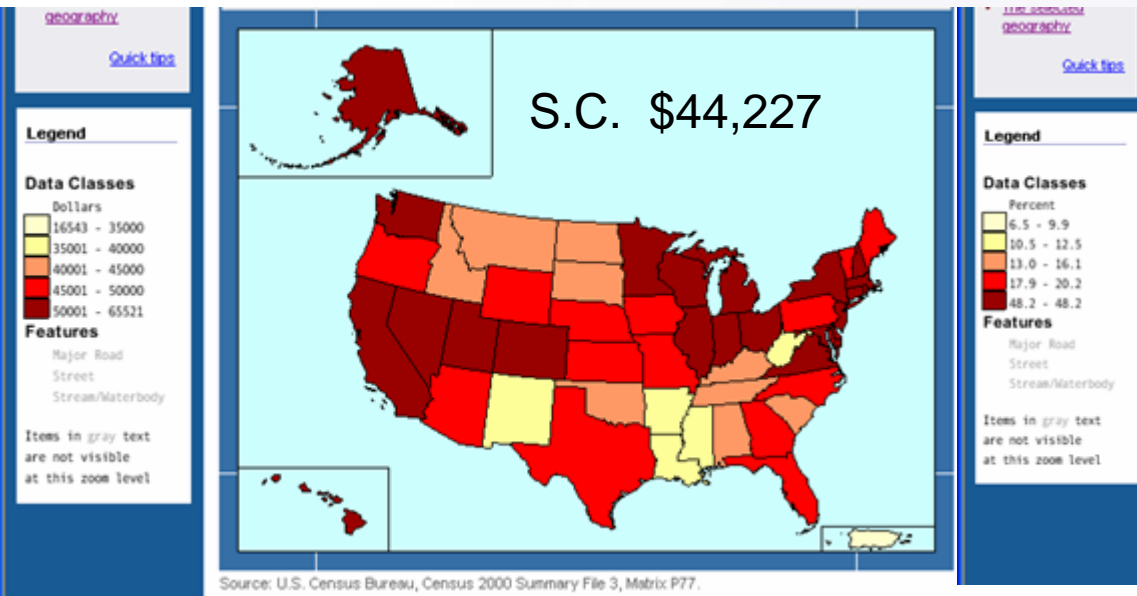 geography
Quick tips
Legend
Data Classes
Dollars
16543 - 35000
35001 - 40000
40001 - 45000
45001 - 50000
50001 - 65521
Features
Major Road
Street
Stream/Waterbody
Items in gray text
are not visible
at this zoom level
S.C. $44,227
Source: U.S. Census Bureau, Census 2000 Summary File 3, Matrix P77.
The selected
geography
Quick tips
Legend
Data Classes
Percent
6.5 - 9.9
10.5 - 12.5
13.0 - 16.1
17.9 - 20.2
48.2 - 48.2
Features
Major Road
Street
Stream/Waterbody
Items in gray text
are not visible
at this zoom level